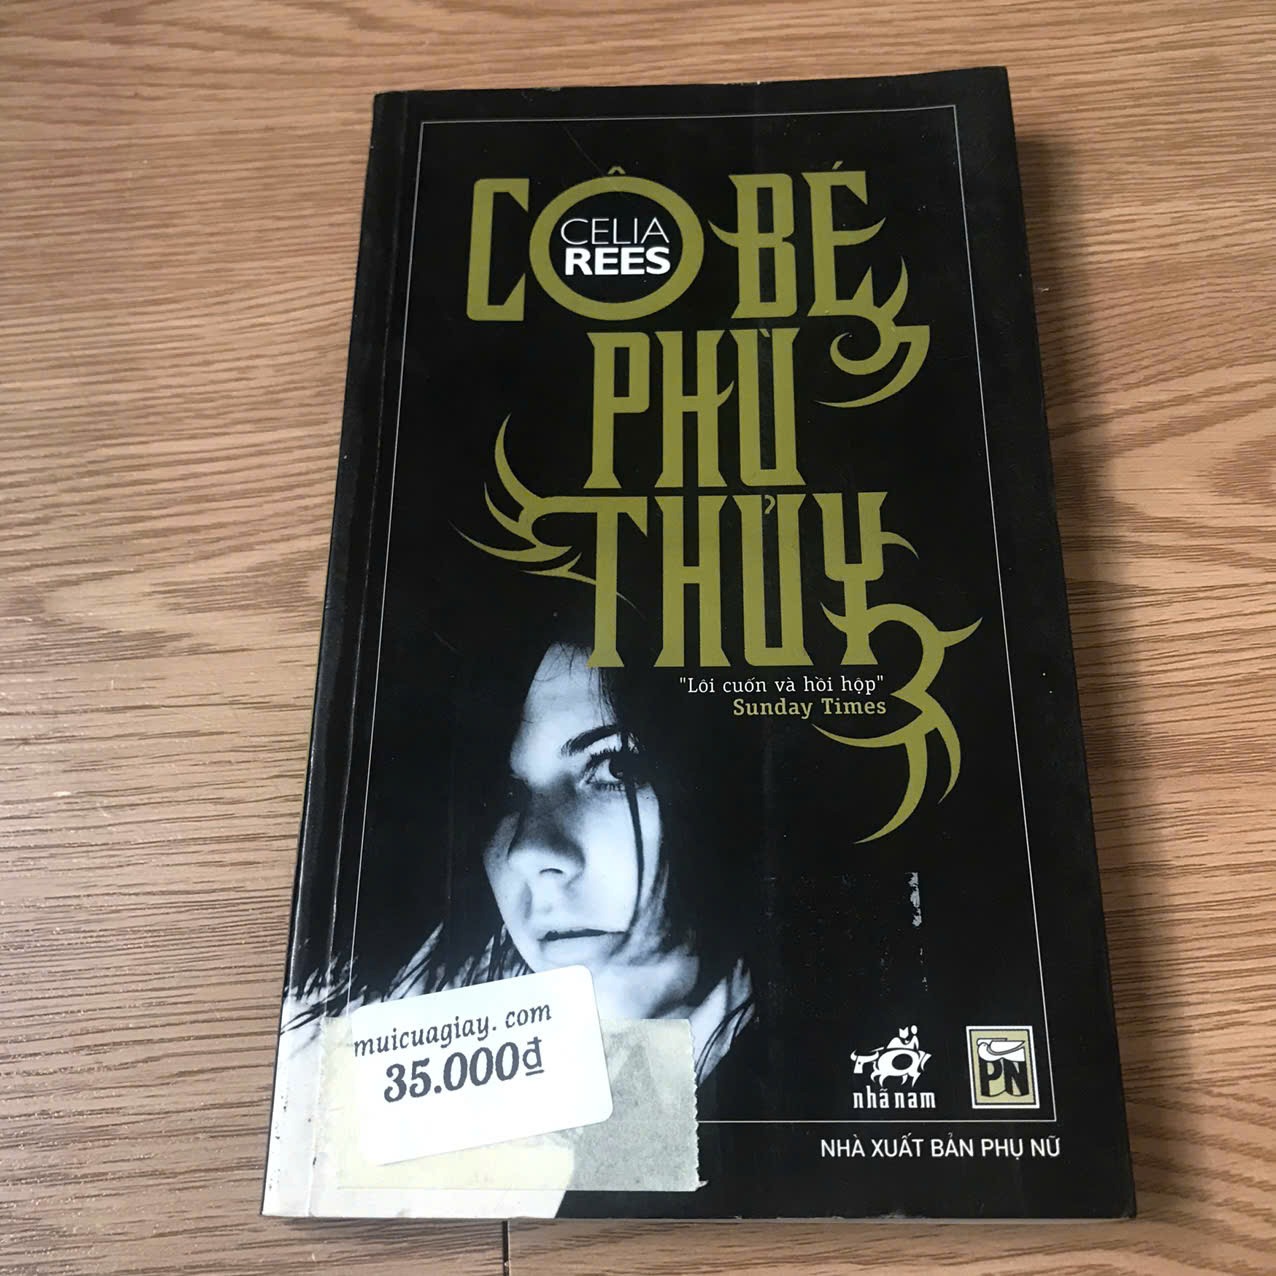 CÔ BÉ
CELIA
REES
PHÙ
THỦY
"Lôi cuốn và hồi hộp"
Sunday Times
muicuagiay. com
35.000₫
nhã nam
PN
NHÀ XUẤT BẢN PHỤ NỮ